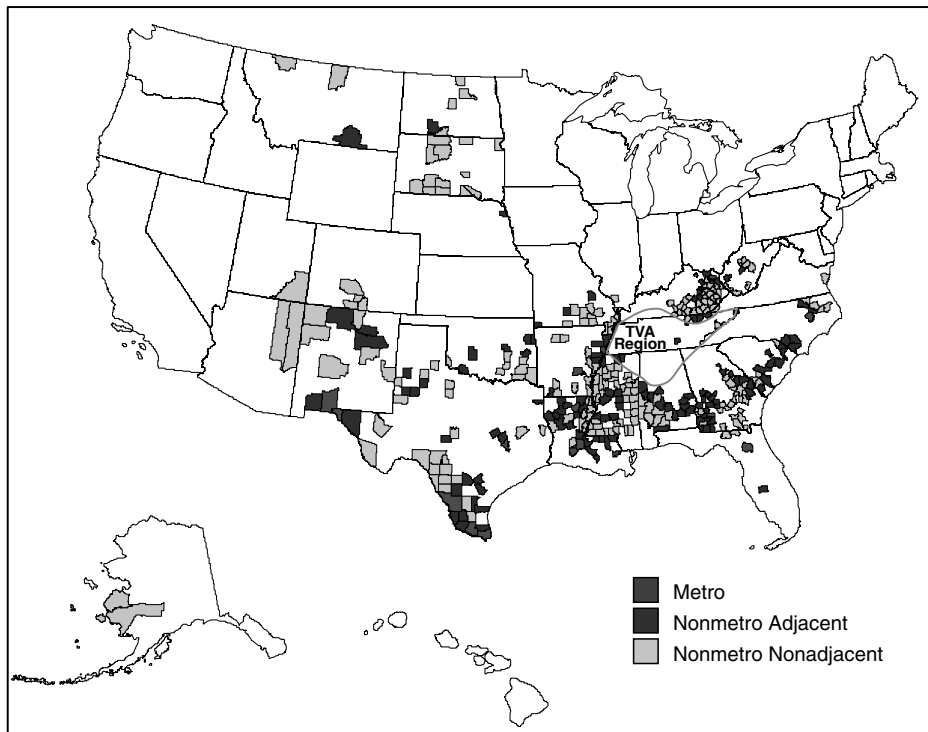 TVA
Region
Metro
Nonmetro Adjacent
Nonmetro Nonadjacent